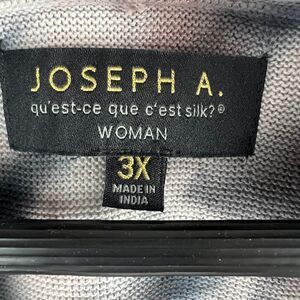 JOSEPH A.
qu'est-ce que c'est silk?®
WOMAN
3X
MADE IN
INDIA